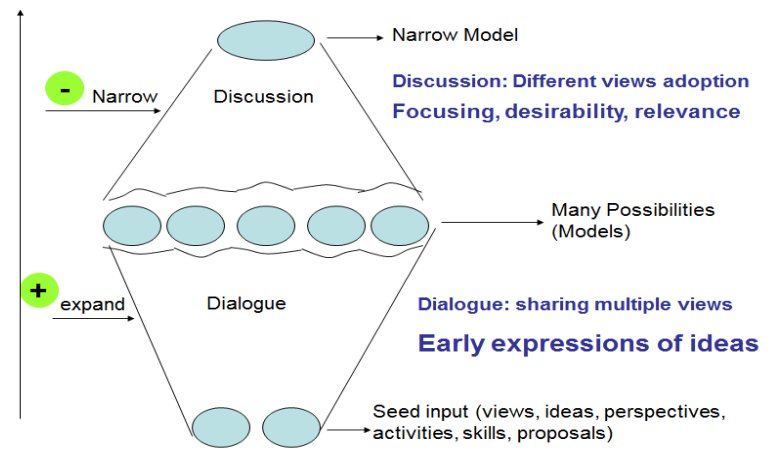 Narrow Model
-
Narrow
Discussion
Discussion: Different views adoption
Focusing, desirability, relevance
Many Possibilities
(Models)
+
expand
Dialogue
Dialogue: sharing multiple views
Early expressions of ideas
Seed input (views, ideas, perspectives,
activities, skills, proposals)